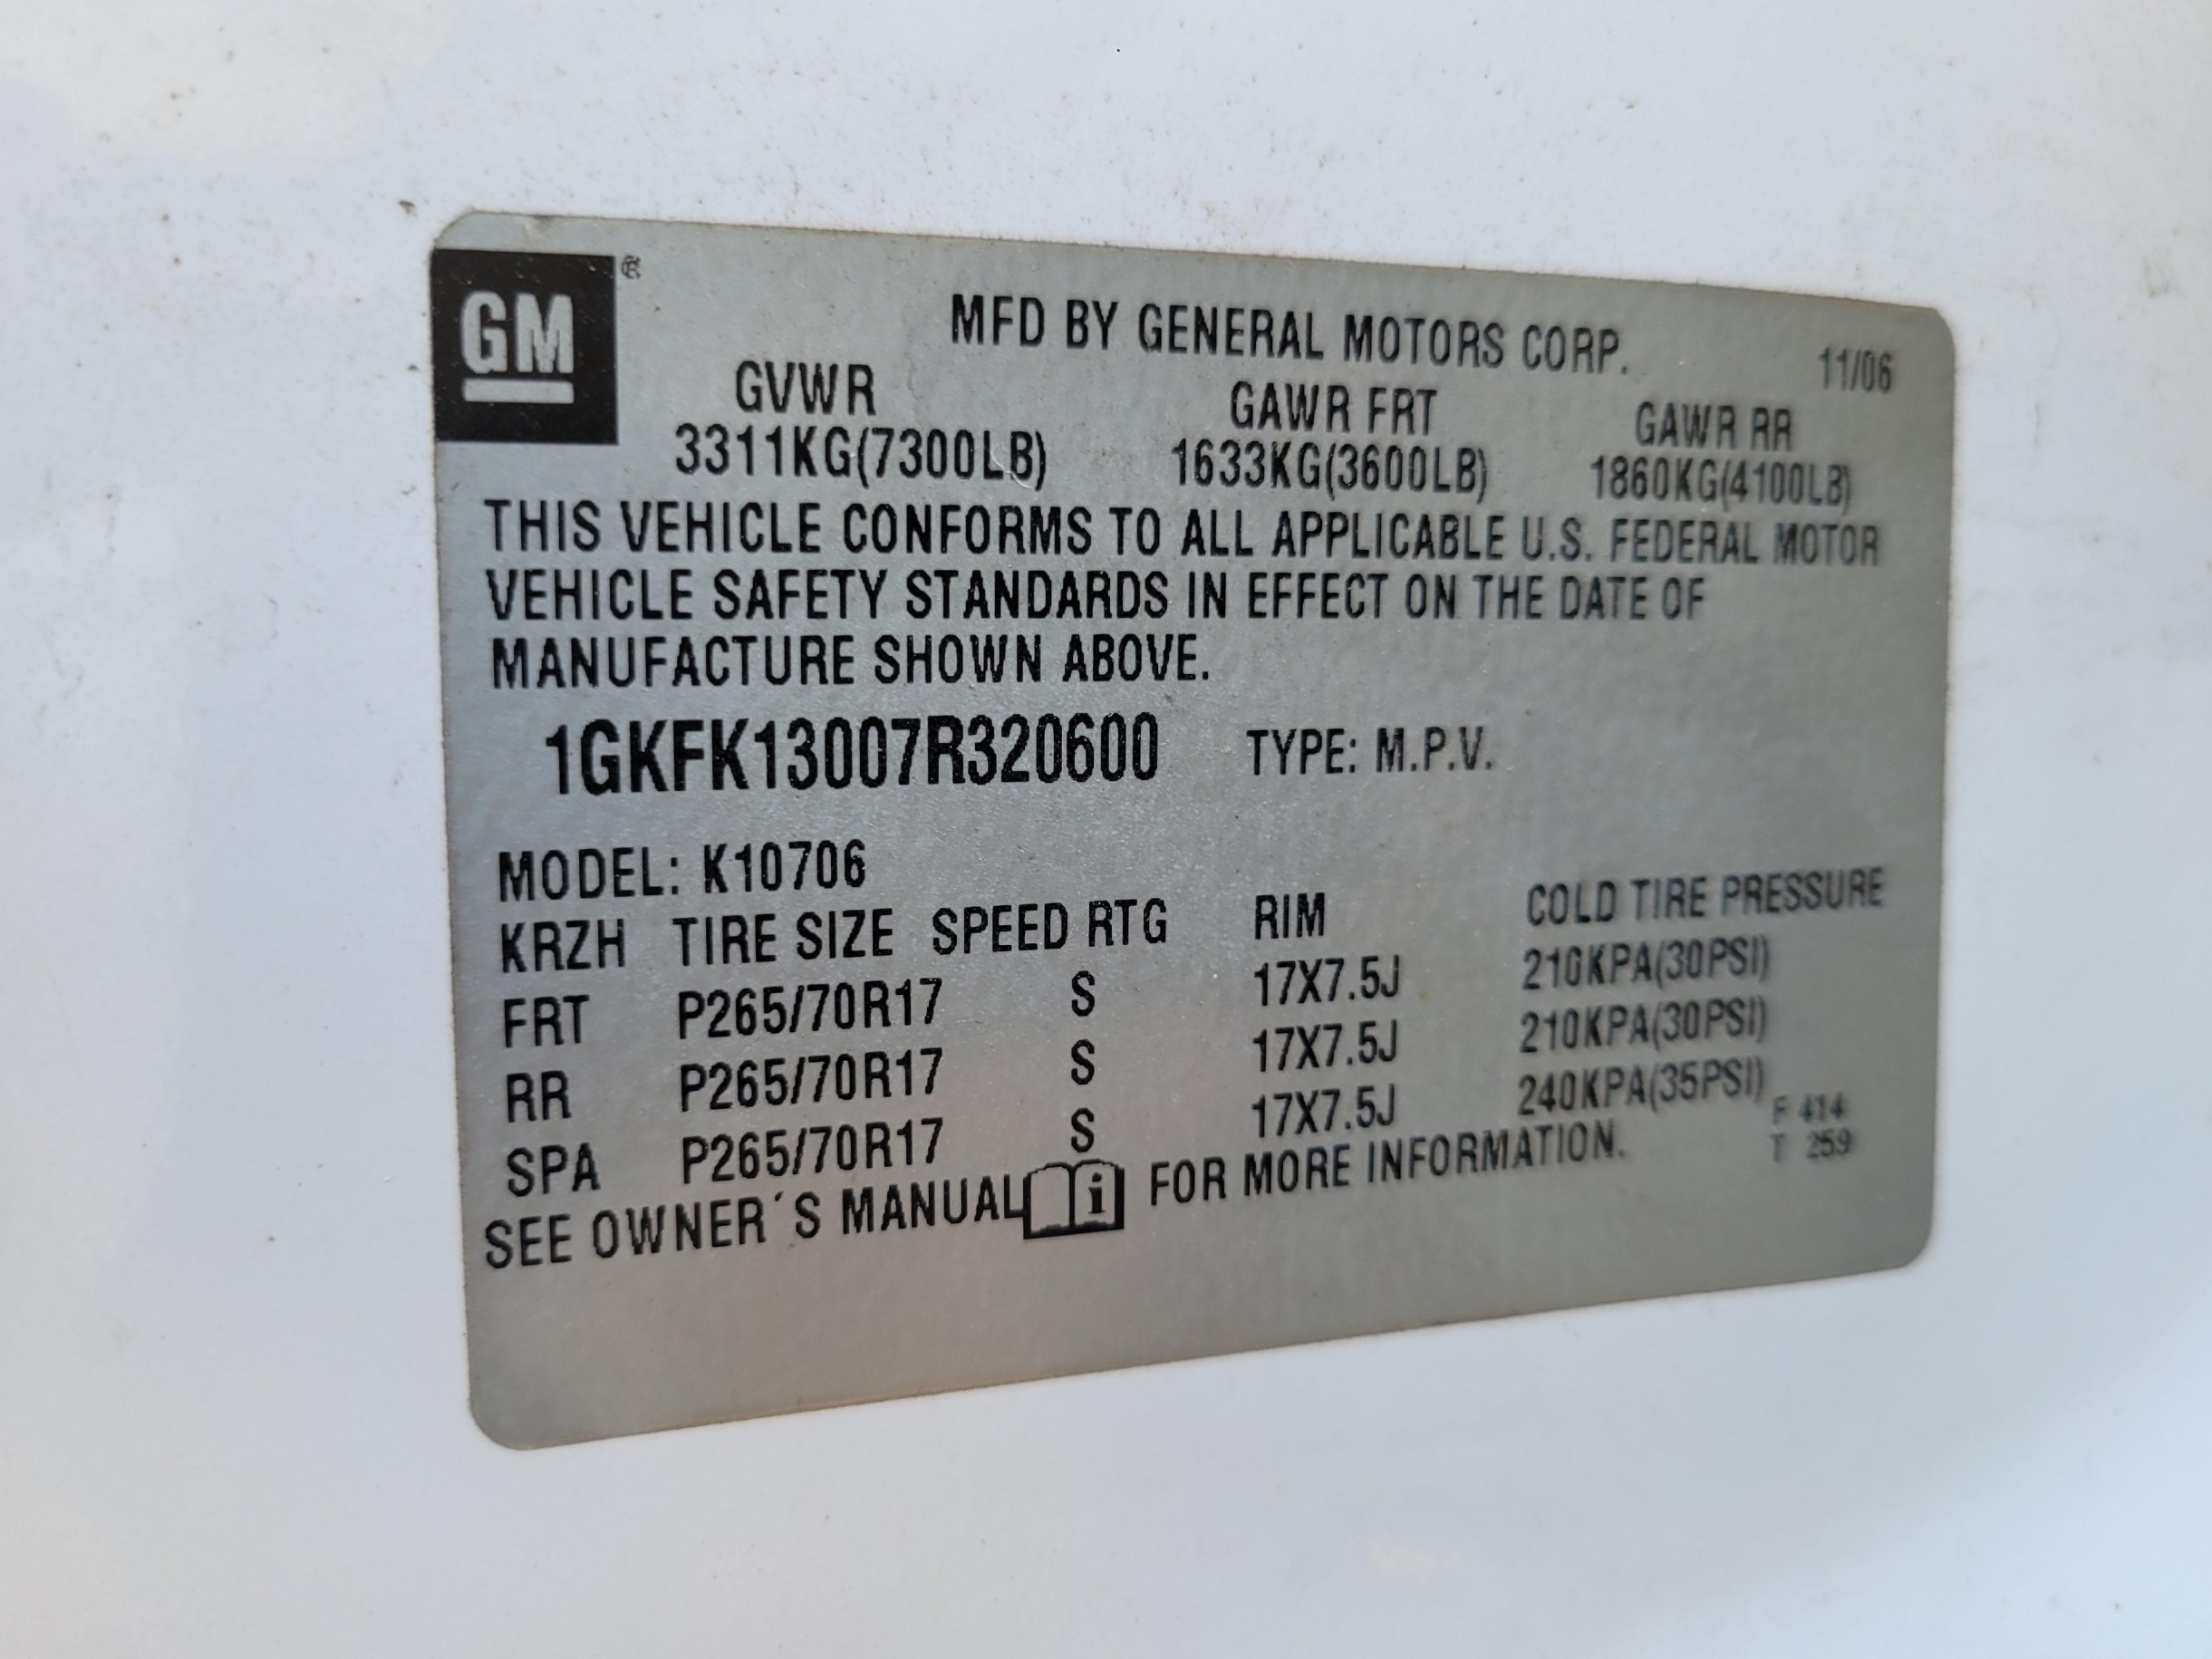 GM ®
MFD BY GENERAL MOTORS CORP. 11/06
GVWR GAWR FRT GAWR RR
3311KG(7300LB) 1633KG(3600LB) 1860KG(4100LB)
THIS VEHICLE CONFORMS TO ALL APPLICABLE U.S. FEDERAL MOTOR
VEHICLE SAFETY STANDARDS IN EFFECT ON THE DATE OF
MANUFACTURE SHOWN ABOVE.
1GKFK13007R320600 TYPE: M.P.V.
MODEL: K10706
KRZH TIRE SIZE SPEED RTG RIM COLD TIRE PRESSURE
FRT P265/70R17 S 17X7.5J 210KPA(30PSI)
RR P265/70R17 S 17X7.5J 210KPA(30PSI)
SPA P265/70R17 S 17X7.5J 240KPA(35PSI)
F 414
SEE OWNER´S MANUAL i FOR MORE INFORMATION. T 259